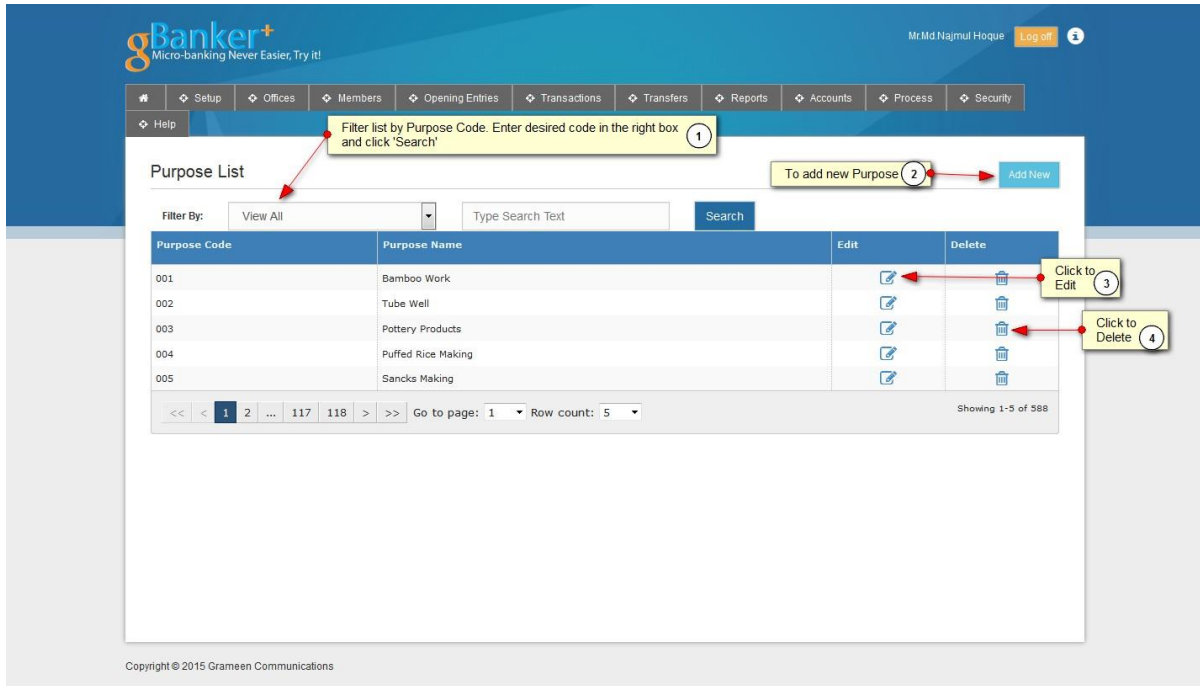 gBanker+
Micro-banking Never Easier, Try it!
Mr.Md.Najmul Hoque Log off
Setup Offices Members Opening Entries Transactions Transfers Reports Accounts Process Security
Help
Filter list by Purpose Code. Enter desired code in the right box
and click 'Search'
1
Purpose List
To add new Purpose 2
Add New
Filter By: View All Type Search Text Search
Purpose Code Purpose Name Edit Delete
001 Bamboo Work
Click to
Edit 3
002 Tube Well
003 Pottery Products
Click to
Delete 4
004 Puffed Rice Making
005 Sancks Making
<< < 1 2 ... 117 118 > >> Go to page: 1 Row count: 5 Showing 1-5 of 588
Copyright © 2015 Grameen Communications